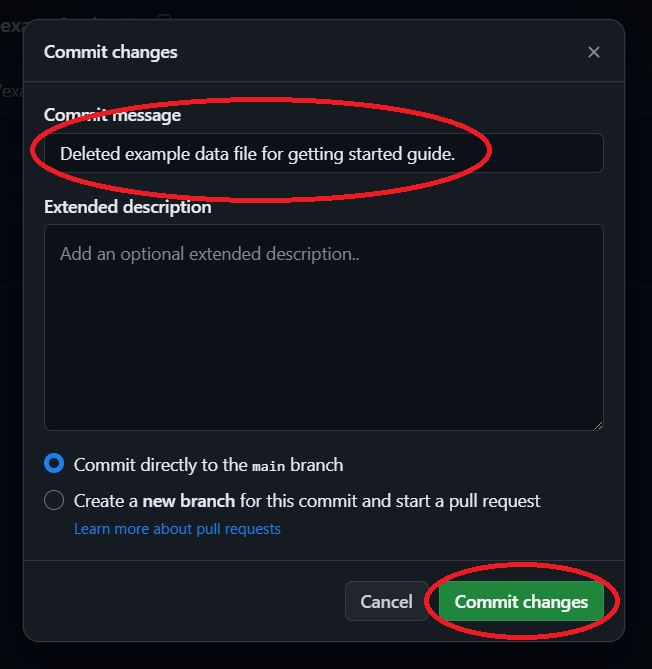 Commit changes
Commit message
Deleted example data file for getting started guide.
Extended description
Add an optional extended description..
Commit directly to the main branch
Create a new branch for this commit and start a pull request
Learn more about pull requests
Cancel
Commit changes